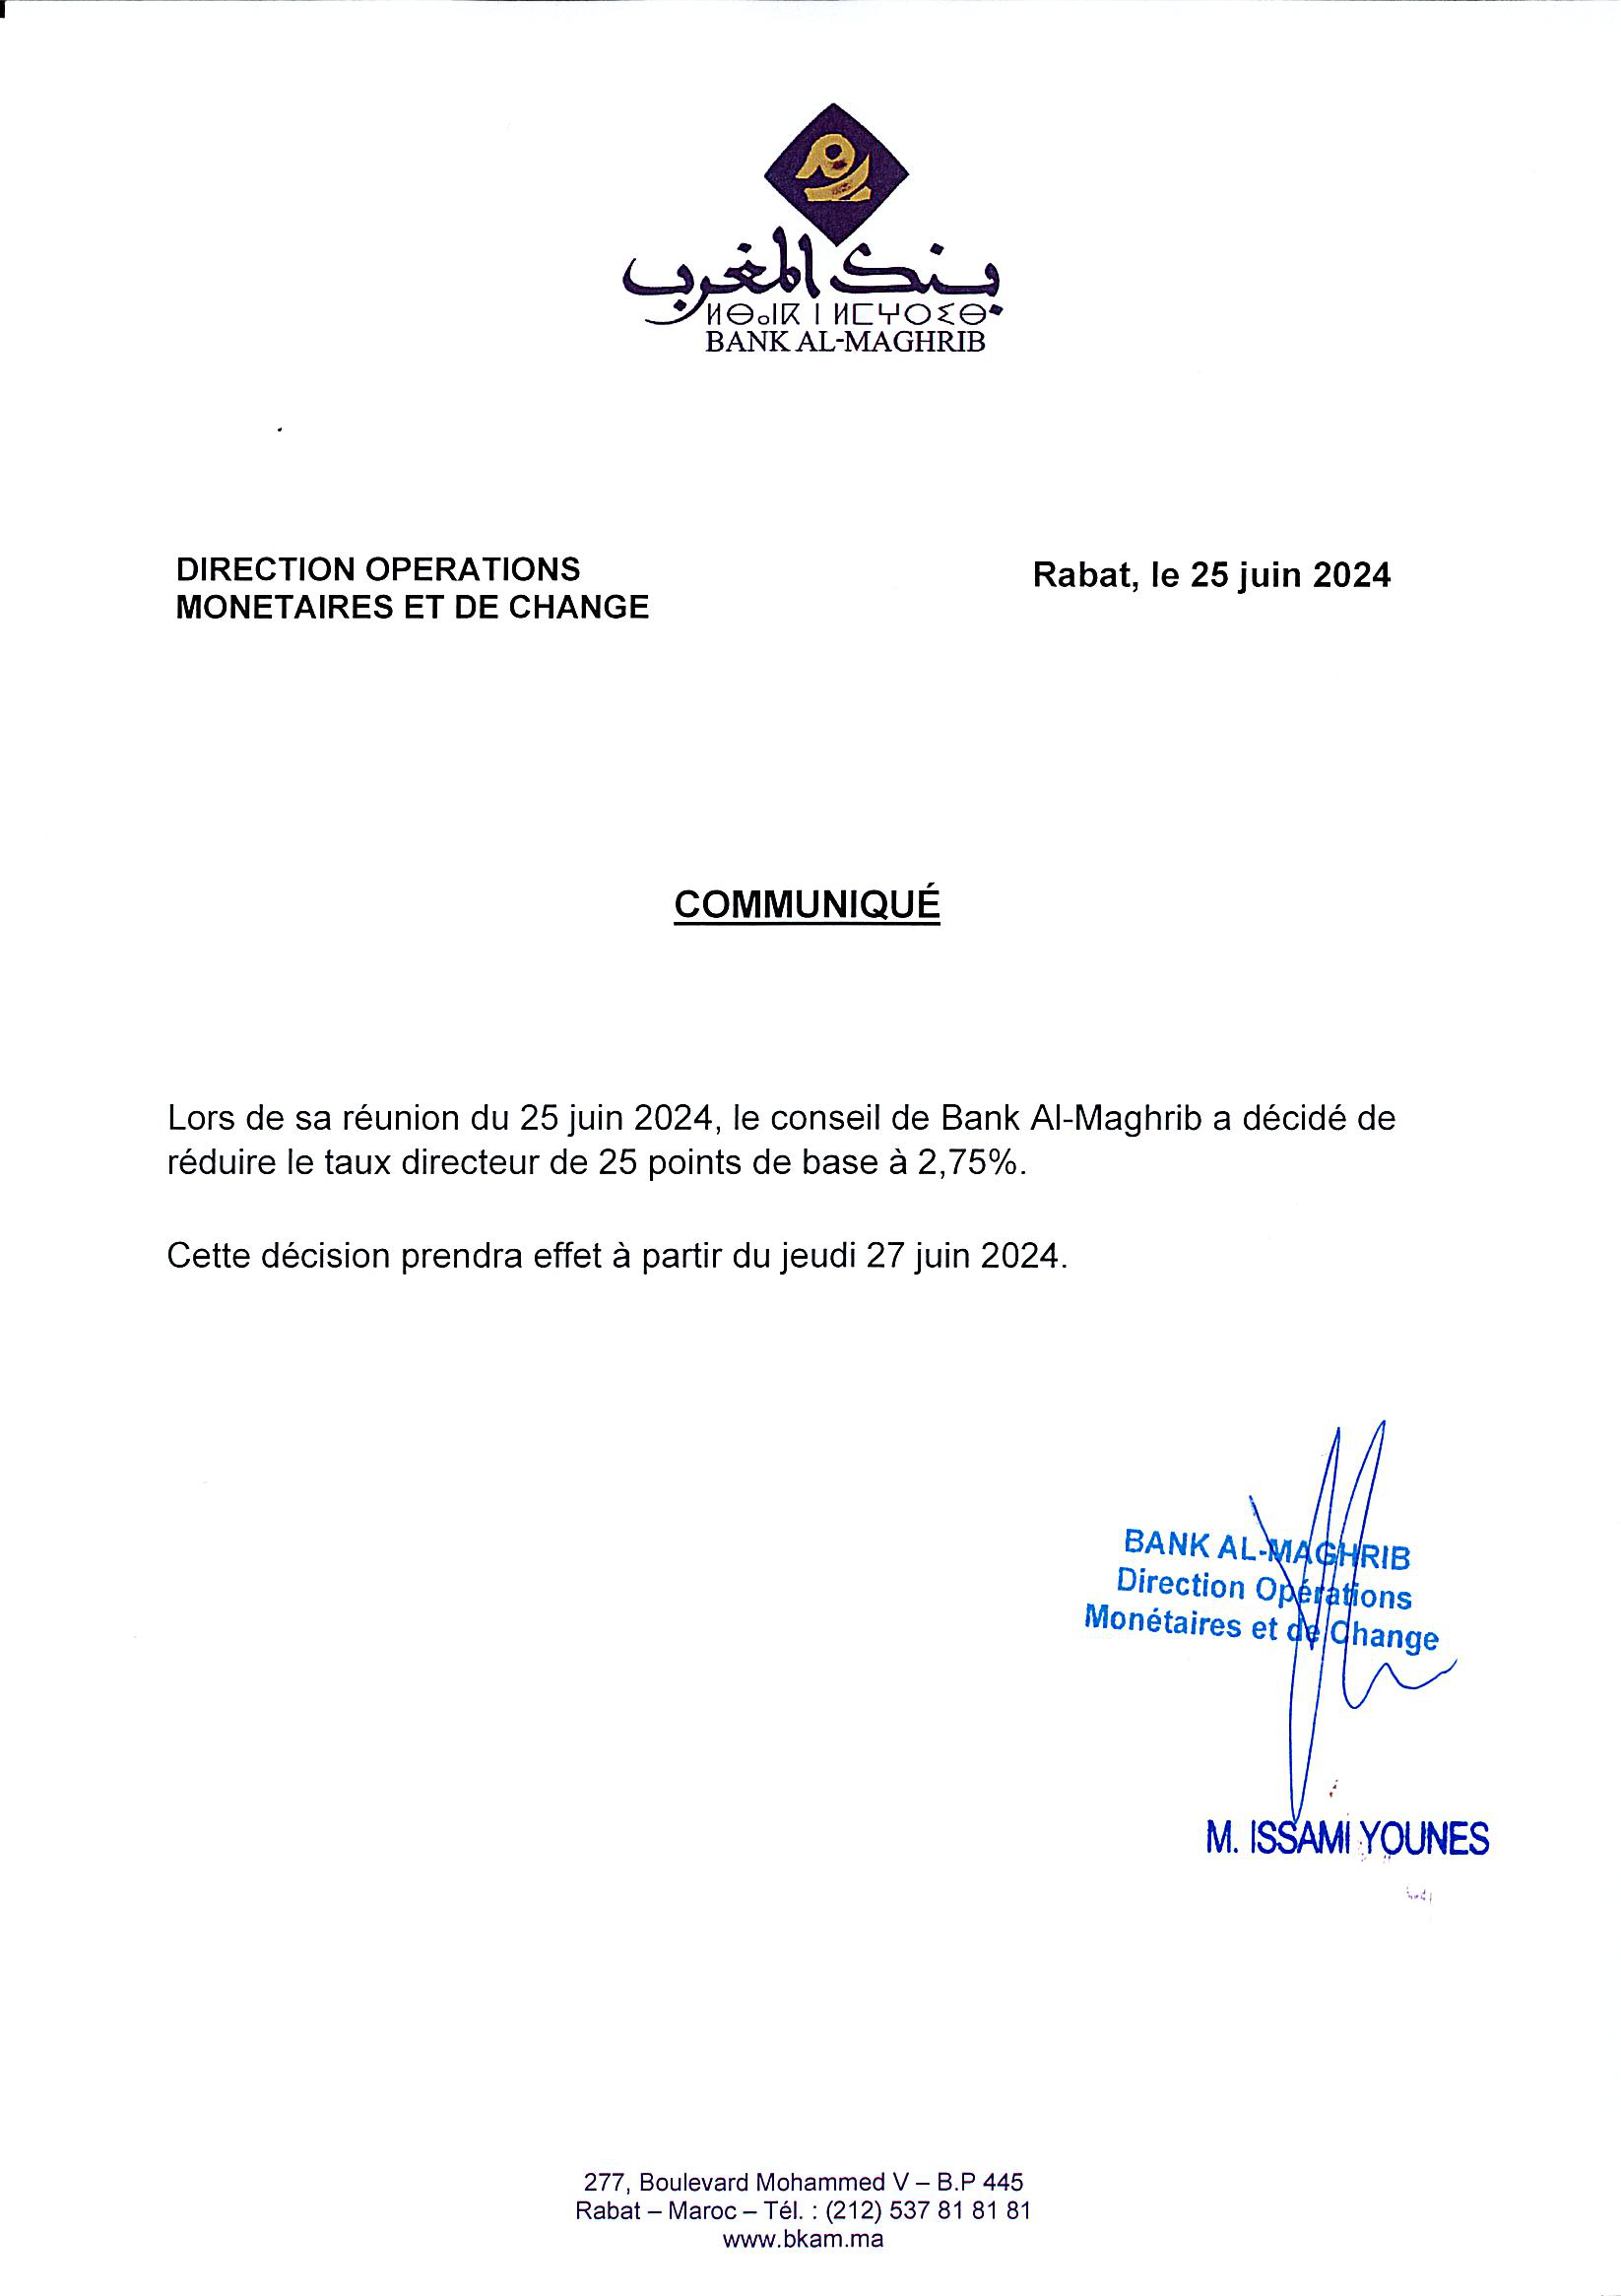 بنك المغرب
ⵍⴱⴰⵏⴽ ⵏ ⵍⵎⵖⵔⵉⴱ
BANK AL-MAGHRIB
DIRECTION OPERATIONS
MONETAIRES ET DE CHANGE
Rabat, le 25 juin 2024
COMMUNIQUÉ
Lors de sa réunion du 25 juin 2024, le conseil de Bank Al-Maghrib a décidé de
réduire le taux directeur de 25 points de base à 2,75%.
Cette décision prendra effet à partir du jeudi 27 juin 2024.
BANK AL-MAGHRIB
Direction Opérations
Monétaires et de Change
M. ISSAMI YOUNES
277, Boulevard Mohammed V – B.P 445
Rabat – Maroc – Tél. : (212) 537 81 81 81
www.bkam.ma